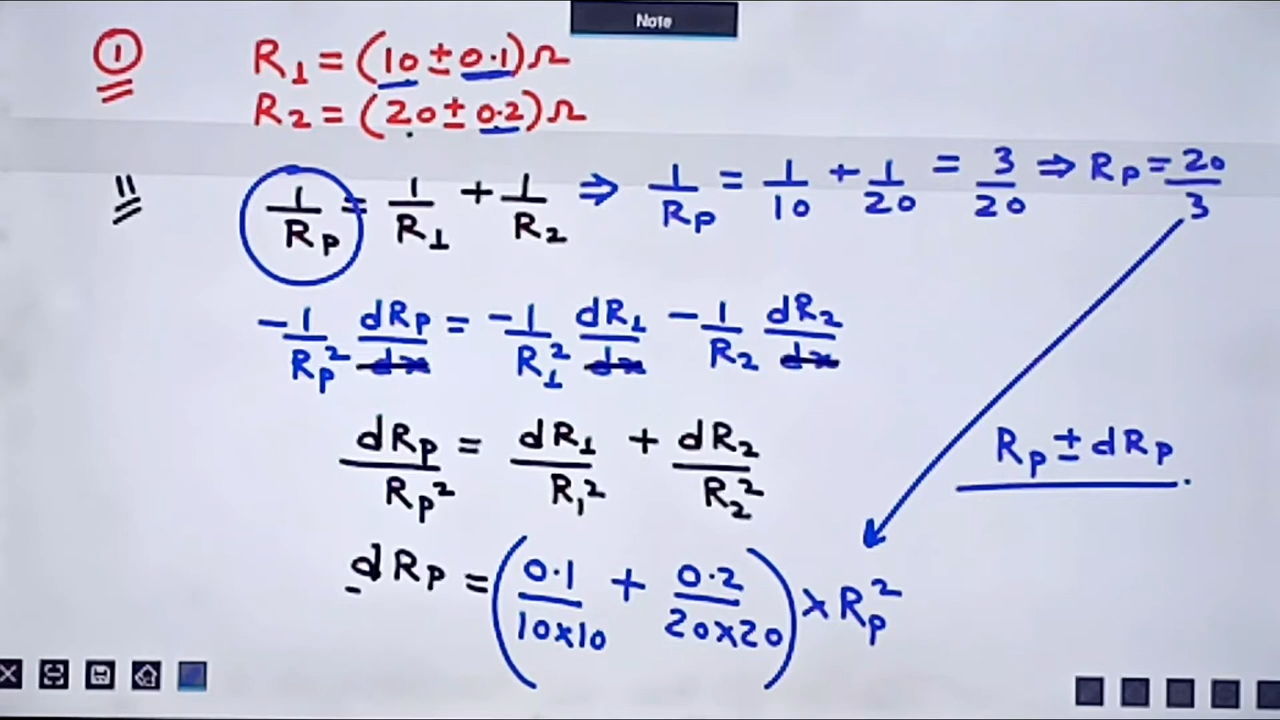 Note
① R₁ = (10 ± 0.1)Ω
R₂ = (20 ± 0.2)Ω
1/Rp = 1/R₁ + 1/R₂ ⇒ 1/Rp = 1/10 + 1/20 = 3/20 ⇒ Rp = 20/3
-1/Rp² dRp/dx = -1/R₁² dR₁/dx - 1/R₂ dR₂/dx
dRp/Rp² = dR₁/R₁² + dR₂/R₂²
Rp ± dRp.
dRp = (0.1/10×10 + 0.2/20×20) × Rp²